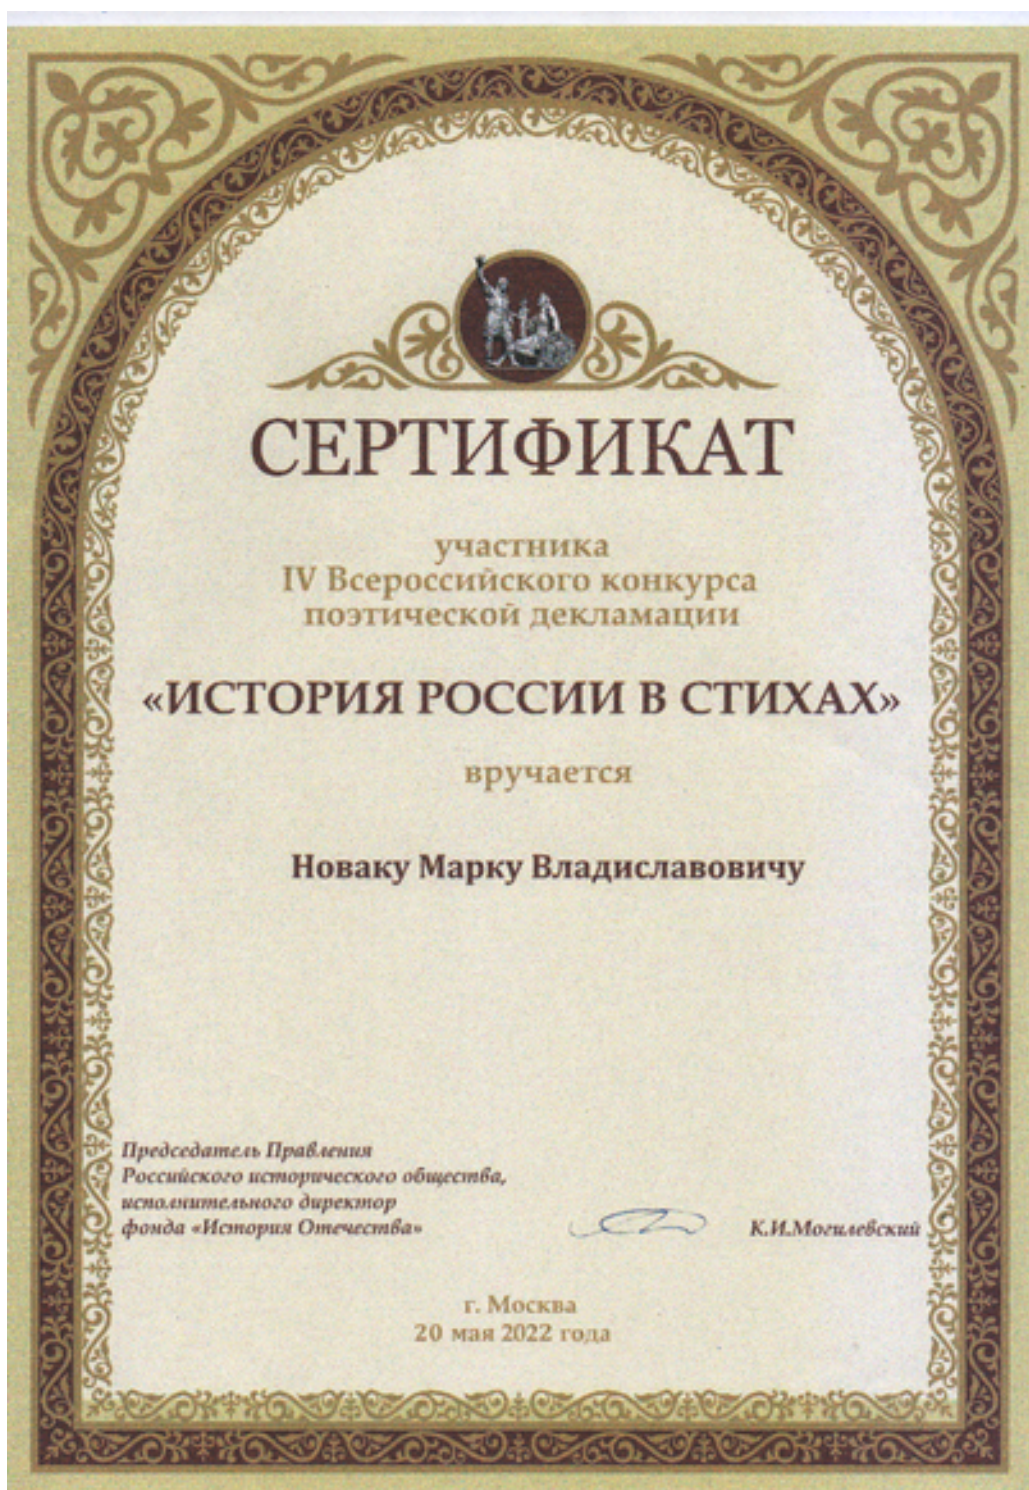 СЕРТИФИКАТ
участника
IV Всероссийского конкурса
поэтической декламации
«ИСТОРИЯ РОССИИ В СТИХАХ»
вручается
Новаку Марку Владиславовичу
Председатель Правления
Российского исторического общества,
исполнительного директор
фонда «История Отечества»
К.И.Могилевский
г. Москва
20 мая 2022 года